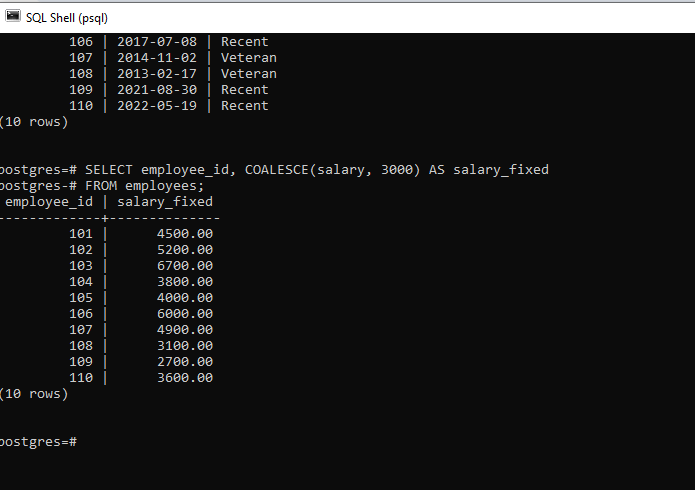 SQL Shell (psql)
106 | 2017-07-08 | Recent
107 | 2014-11-02 | Veteran
108 | 2013-02-17 | Veteran
109 | 2021-08-30 | Recent
110 | 2022-05-19 | Recent
(10 rows)
postgres=# SELECT employee_id, COALESCE(salary, 3000) AS salary_fixed
postgres-# FROM employees;
employee_id | salary_fixed
-------------+--------------
101 | 4500.00
102 | 5200.00
103 | 6700.00
104 | 3800.00
105 | 4000.00
106 | 6000.00
107 | 4900.00
108 | 3100.00
109 | 2700.00
110 | 3600.00
(10 rows)
postgres=#